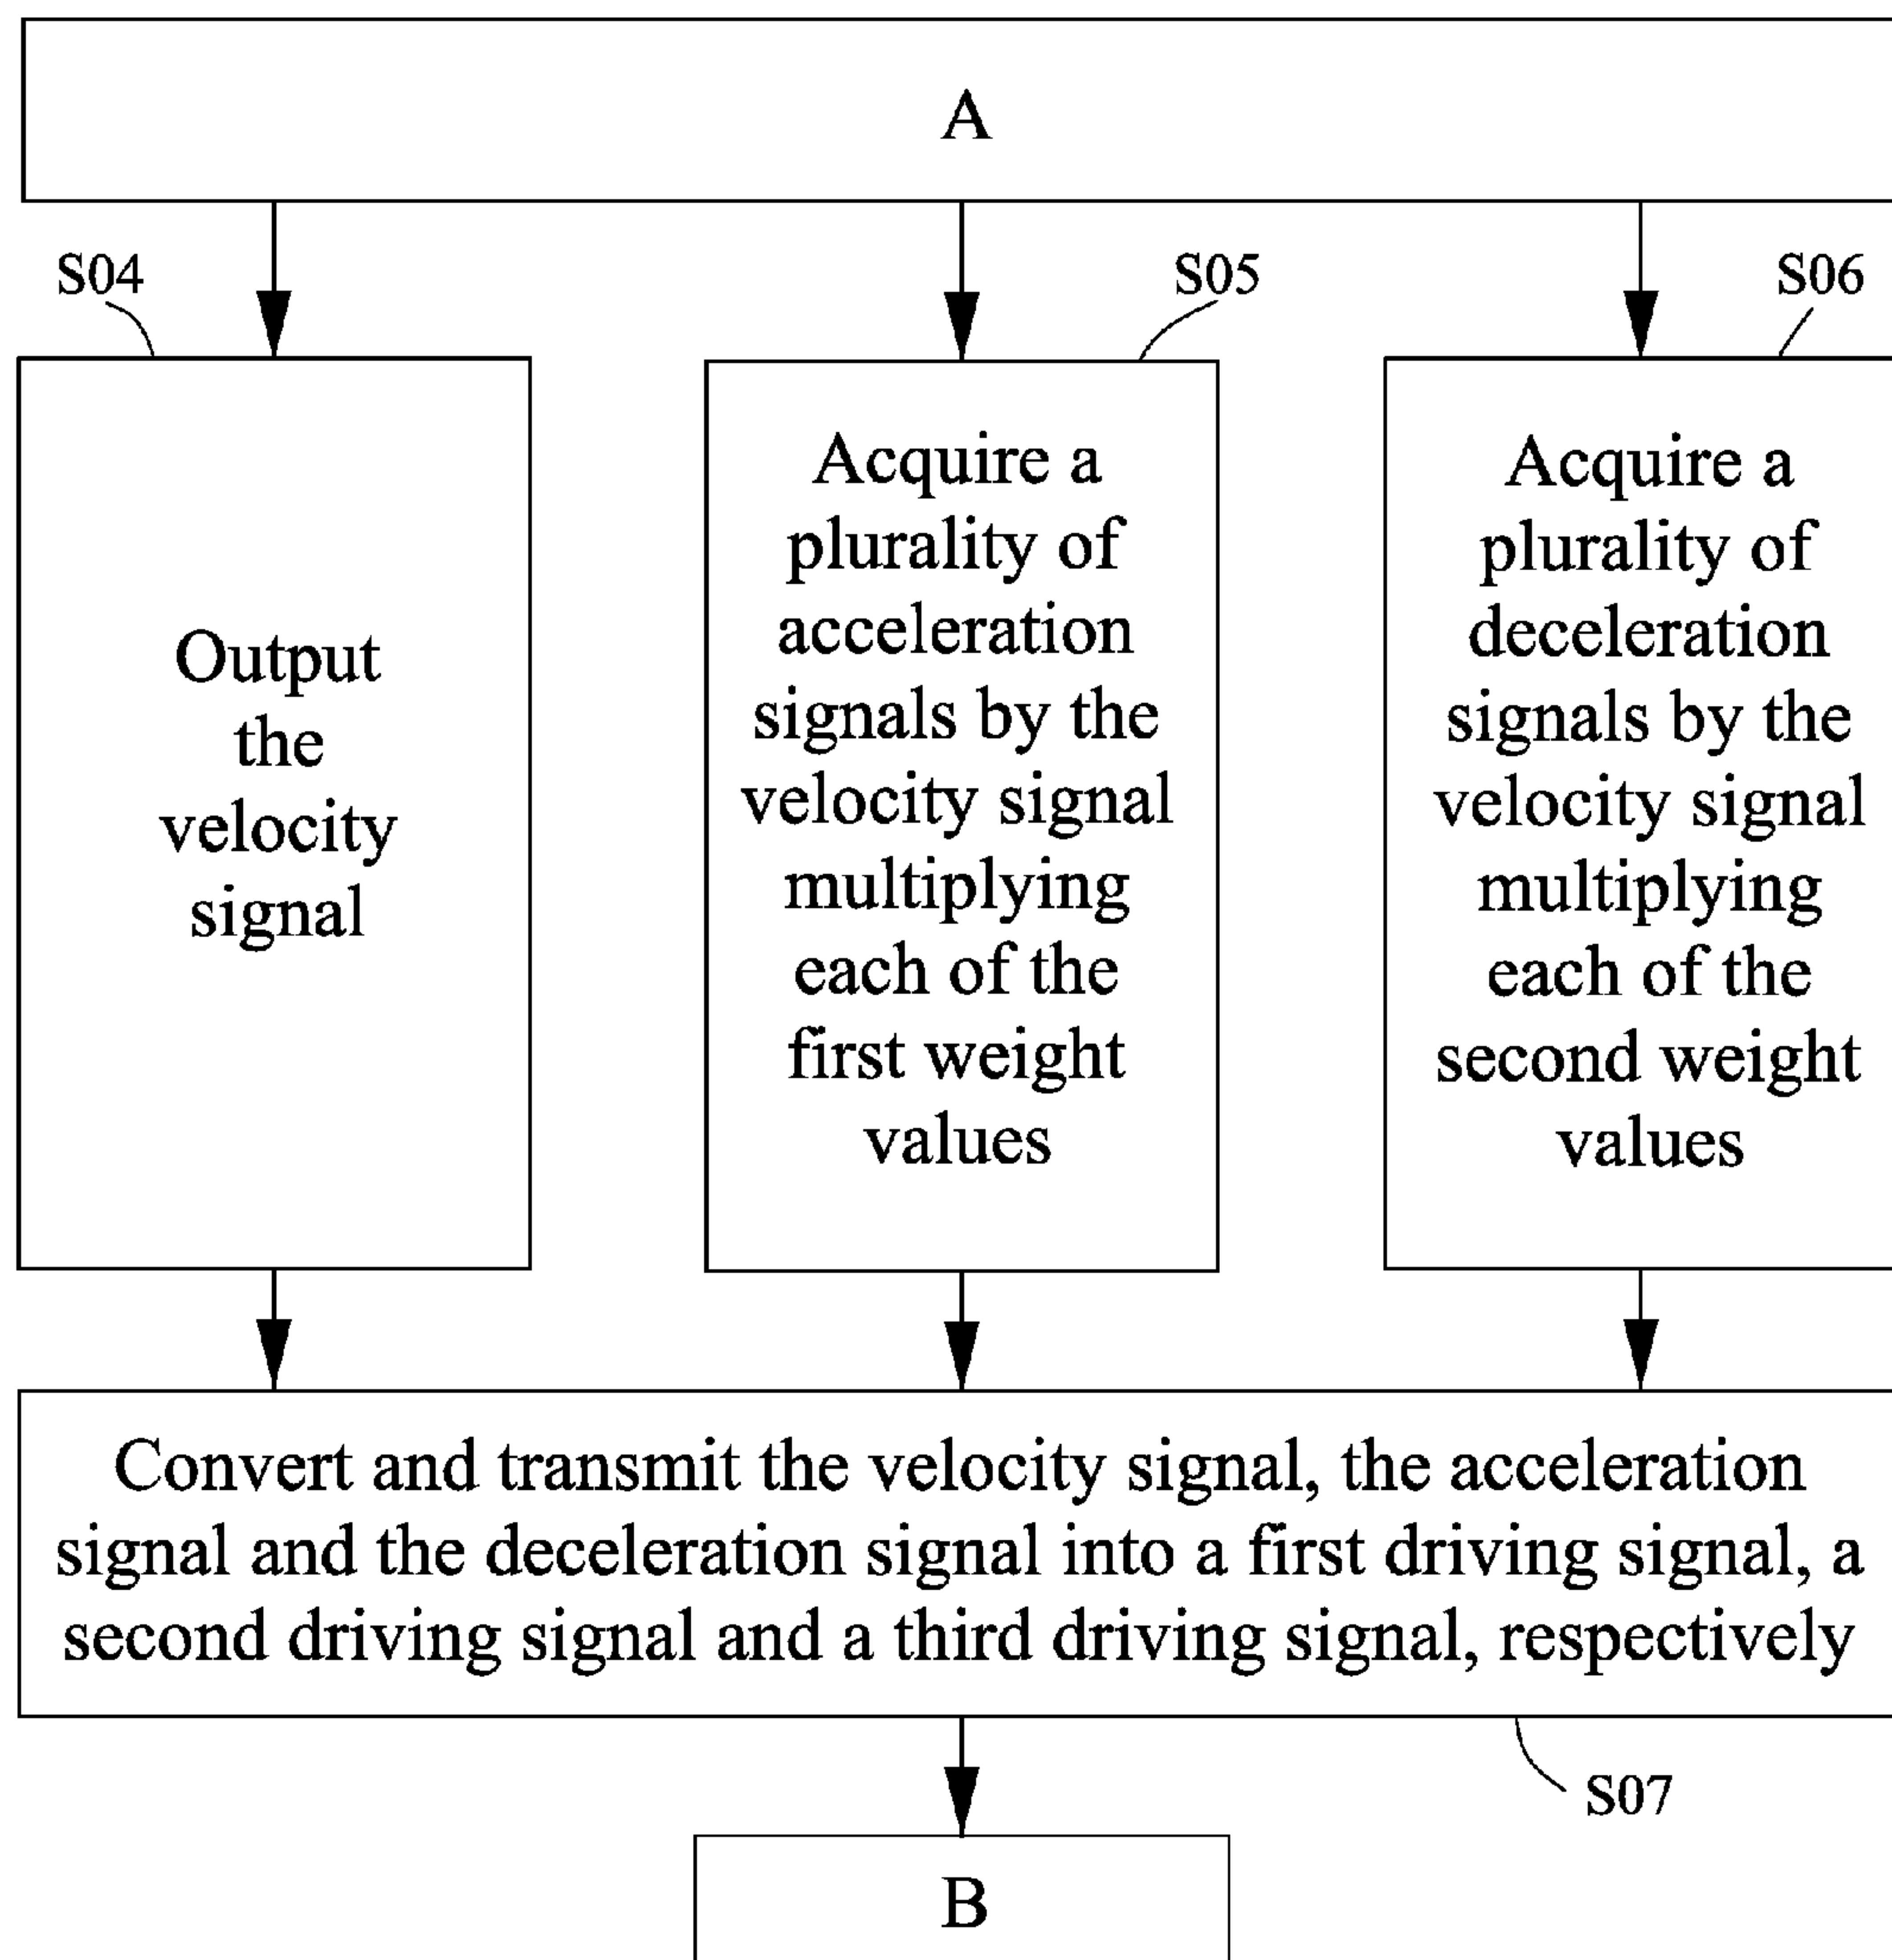 A
S04
S05
S06
Output
the
velocity
signal
Acquire a
plurality of
acceleration
signals by the
velocity signal
multiplying
each of the
first weight
values
Acquire a
plurality of
deceleration
signals by the
velocity signal
multiplying
each of the
second weight
values
Convert and transmit the velocity signal, the acceleration
signal and the deceleration signal into a first driving signal, a
second driving signal and a third driving signal, respectively
S07
B